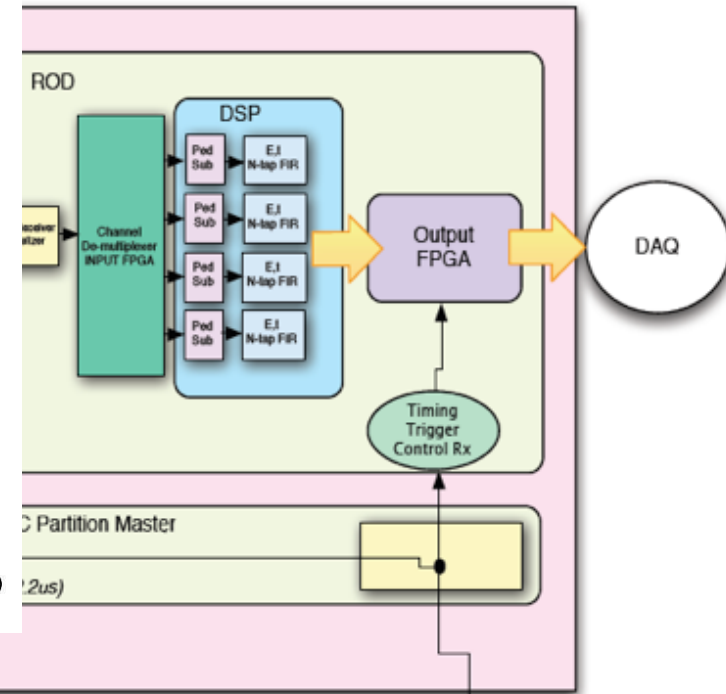 ROD
DSP
Ped
Sub
E,I
N-tap FIR
Ped
Sub
E,I
N-tap FIR
Ped
Sub
E,I
N-tap FIR
Ped
Sub
E,I
N-tap FIR
Channel
De-multiplexer
INPUT FPGA
Output
FPGA
DAQ
Timing
Trigger
Control Rx
C Partition Master
.2us)
)